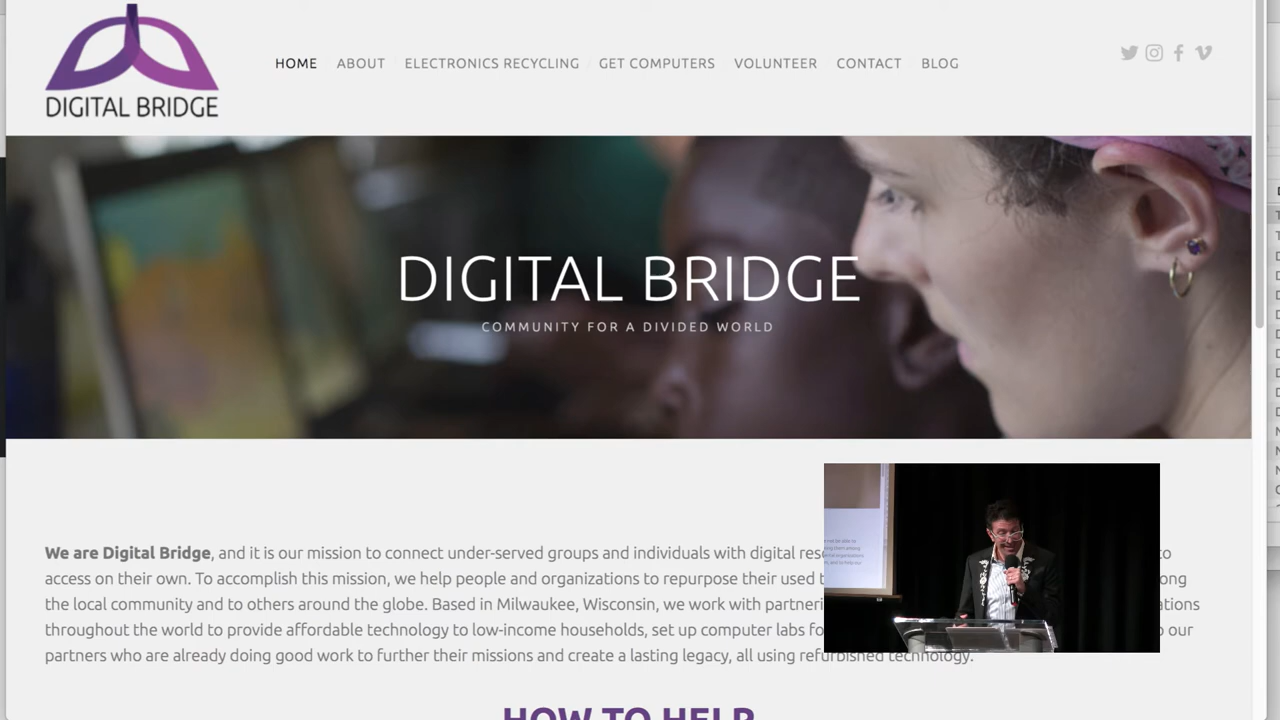 DIGITAL BRIDGE
HOME ABOUT ELECTRONICS RECYCLING GET COMPUTERS VOLUNTEER CONTACT BLOG
DIGITAL BRIDGE
COMMUNITY FOR A DIVIDED WORLD
We are Digital Bridge, and it is our mission to connect under-served groups and individuals with digital to
access on their own. To accomplish this mission, we help people and organizations to repurpose their used
the local community and to others around the globe. Based in Milwaukee, Wisconsin, we work with
throughout the world to provide affordable technology to low-income households, set up computer labs our
partners who are already doing good work to further their missions and create a lasting legacy, all using refurbished technology.
HOW TO HELP